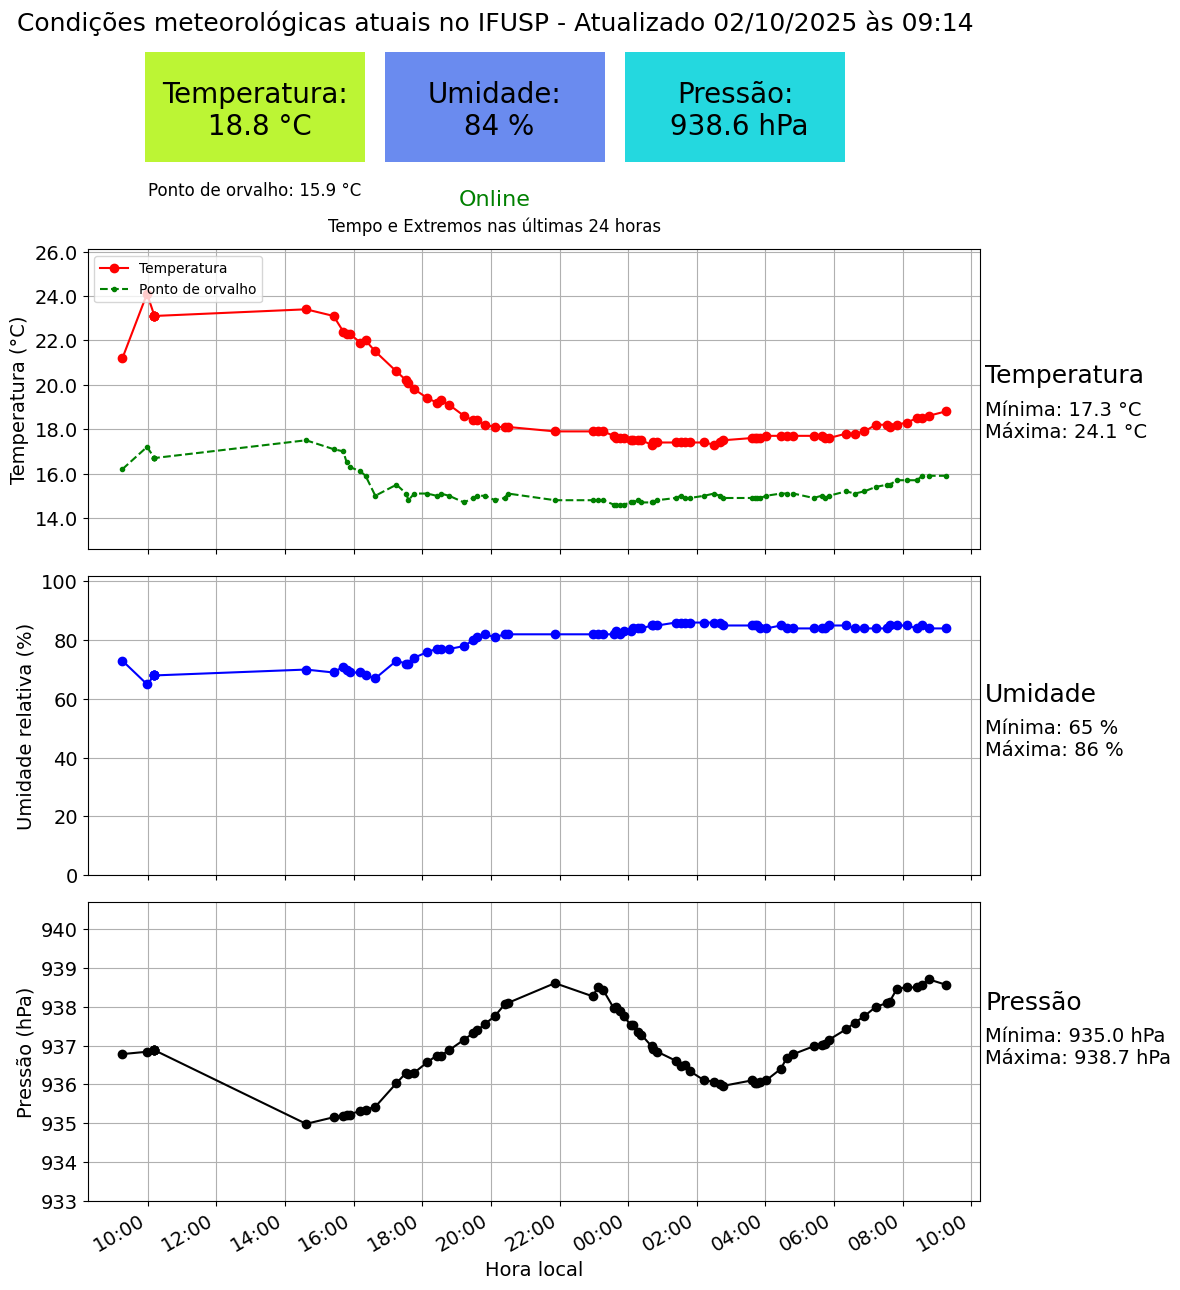 Condições meteorológicas atuais no IFUSP - Atualizado 02/10/2025 às 09:14
Temperatura:
18.8 °C
Umidade:
84 %
Pressão:
938.6 hPa
Ponto de orvalho: 15.9 °C
Online
Tempo e Extremos nas últimas 24 horas
Temperatura (°C)
26.0
24.0
22.0
20.0
18.0
16.0
14.0
Temperatura
Ponto de orvalho
Temperatura
Mínima: 17.3 °C
Máxima: 24.1 °C
Umidade relativa (%)
100
80
60
40
20
0
Umidade
Mínima: 65 %
Máxima: 86 %
Pressão (hPa)
940
939
938
937
936
935
934
933
Pressão
Mínima: 935.0 hPa
Máxima: 938.7 hPa
10:00
12:00
14:00
16:00
18:00
20:00
22:00
00:00
02:00
04:00
06:00
08:00
10:00
Hora local